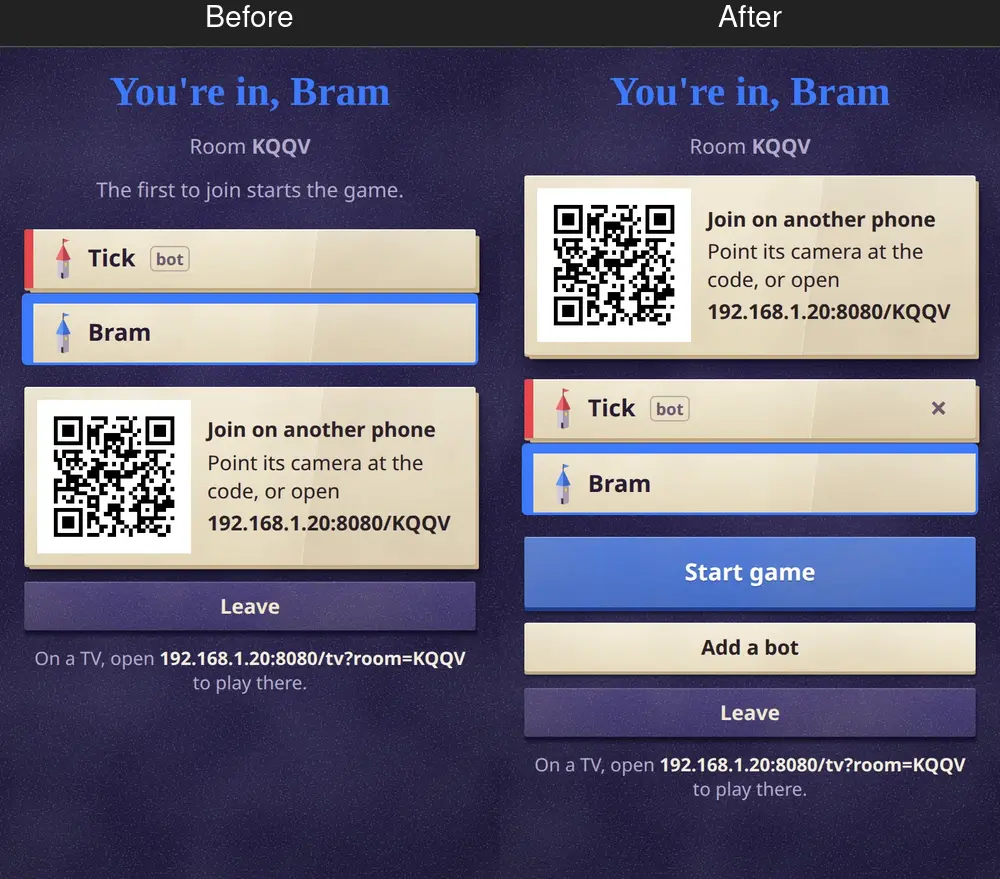 Before
You're in, Bram
Room KQQV
The first to join starts the game.
Tick bot
Bram
Join on another phone
Point its camera at the
code, or open
192.168.1.20:8080/KQQV
Leave
On a TV, open 192.168.1.20:8080/tv?room=KQQV
to play there.
After
You're in, Bram
Room KQQV
Join on another phone
Point its camera at the
code, or open
192.168.1.20:8080/KQQV
Tick bot ×
Bram
Start game
Add a bot
Leave
On a TV, open 192.168.1.20:8080/tv?room=KQQV
to play there.